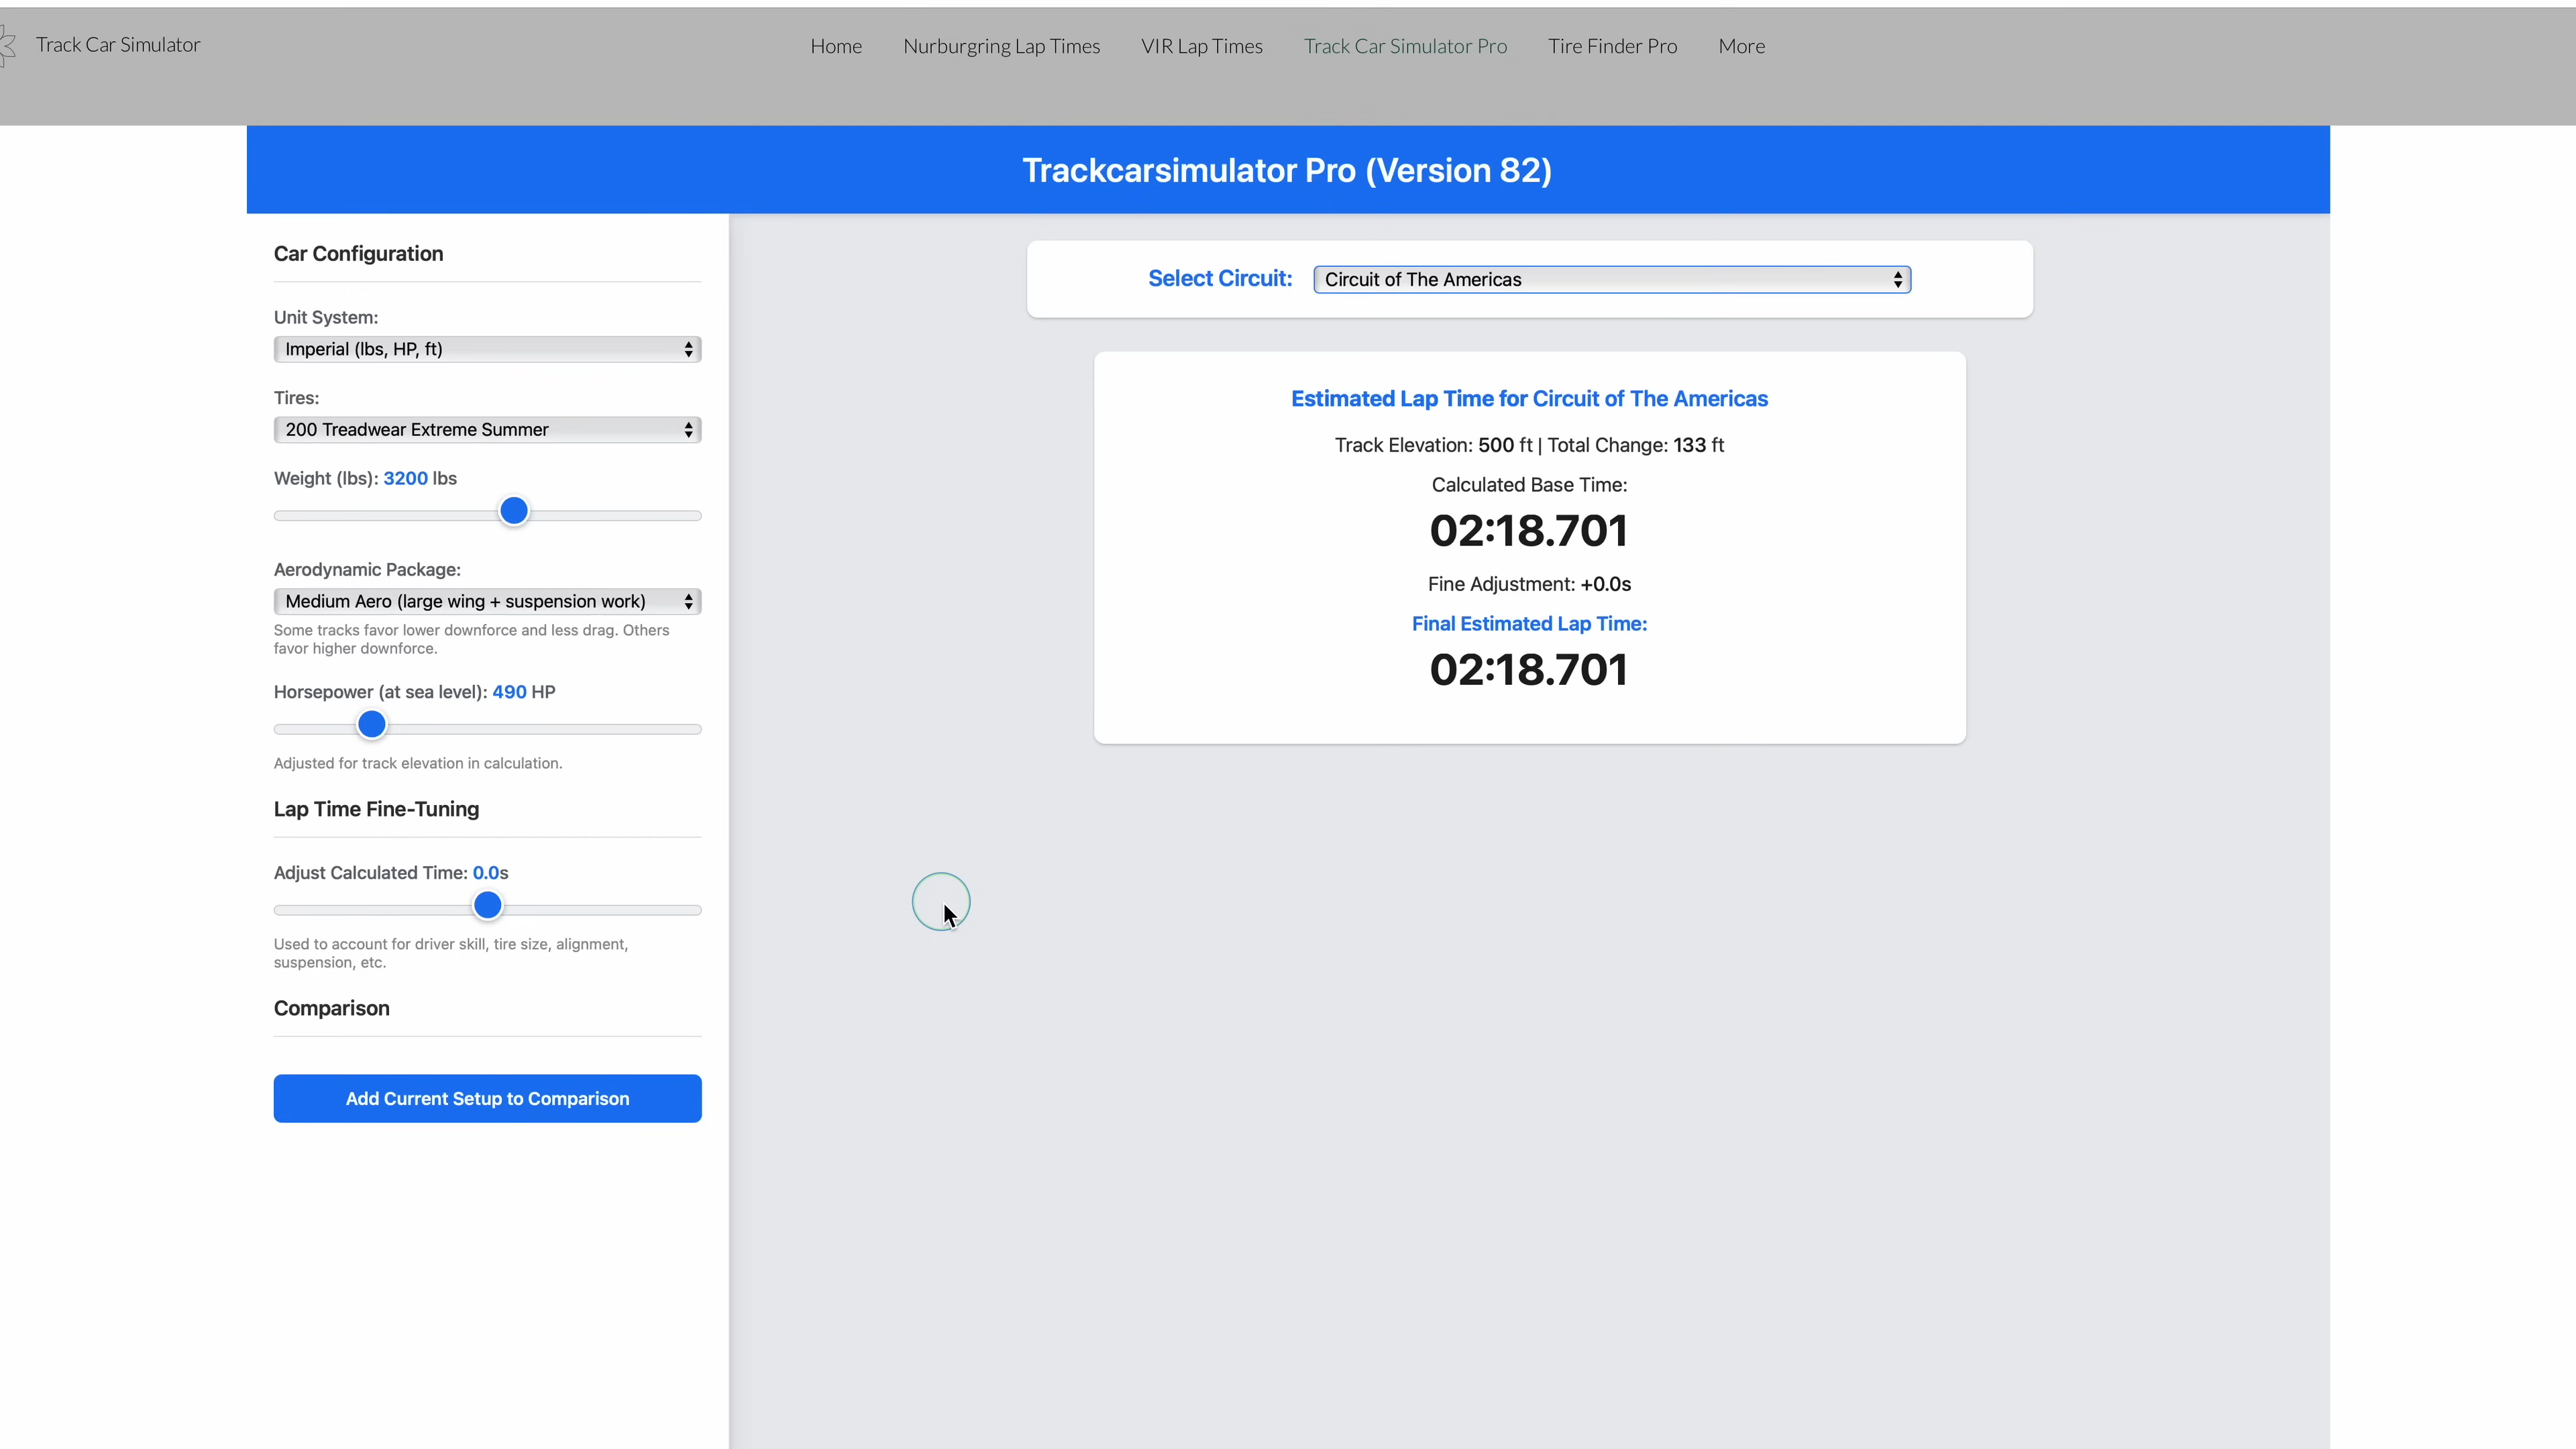 Track Car Simulator
Home Nurburgring Lap Times VIR Lap Times Track Car Simulator Pro Tire Finder Pro More
Trackcarsimulator Pro (Version 82)
Car Configuration
Unit System:
Imperial (lbs, HP, ft)
Tires:
200 Treadwear Extreme Summer
Weight (lbs): 3200 lbs
Aerodynamic Package:
Medium Aero (large wing + suspension work)
Some tracks favor lower downforce and less drag. Others
favor higher downforce.
Horsepower (at sea level): 490 HP
Adjusted for track elevation in calculation.
Lap Time Fine-Tuning
Adjust Calculated Time: 0.0s
Used to account for driver skill, tire size, alignment,
suspension, etc.
Comparison
Add Current Setup to Comparison
Select Circuit: Circuit of The Americas
Estimated Lap Time for Circuit of The Americas
Track Elevation: 500 ft | Total Change: 133 ft
Calculated Base Time:
02:18.701
Fine Adjustment: +0.0s
Final Estimated Lap Time:
02:18.701